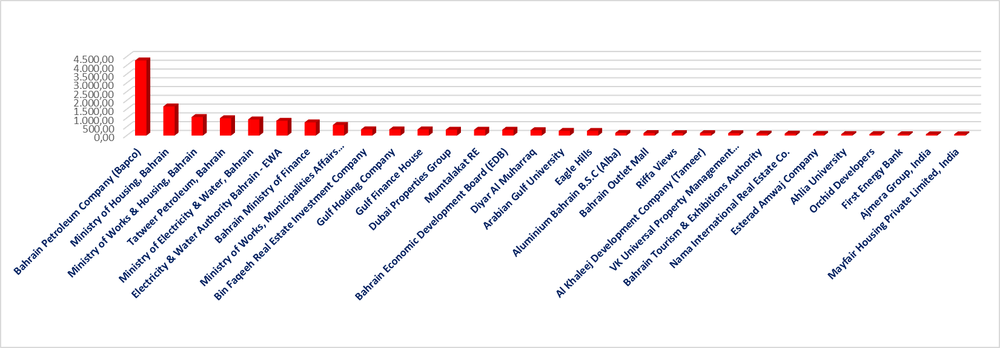 4.500,00
4.000,00
3.500,00
3.000,00
2.500,00
2.000,00
1.500,00
1.000,00
500,00
0,00
Bahrain Petroleum Company (Bapco)
Ministry of Housing, Bahrain
Ministry of Works & Housing, Bahrain
Tatweer Petroleum, Bahrain
Ministry of Electricity & Water, Bahrain
Electricity & Water Authority Bahrain - EWA
Bahrain Ministry of Finance
Ministry of Works, Municipalities Affairs...
Bin Faqeeh Real Estate Investment Company
Gulf Holding Company
Gulf Finance House
Dubai Properties Group
Mumtalakat RE
Bahrain Economic Development Board (EDB)
Diyar Al Muharraq
Arabian Gulf University
Eagle Hills
Aluminium Bahrain B.S.C (Alba)
Bahrain Outlet Mall
Riffa Views
Al Khaleej Development Company (Tameer)
VK Universal Property Management...
Bahrain Tourism & Exhibitions Authority
Nama International Real Estate Co.
Esterad Amwaj Company
Ahlia University
Orchid Developers
First Energy Bank
Ajmera Group, India
Mayfair Housing Private Limited, India